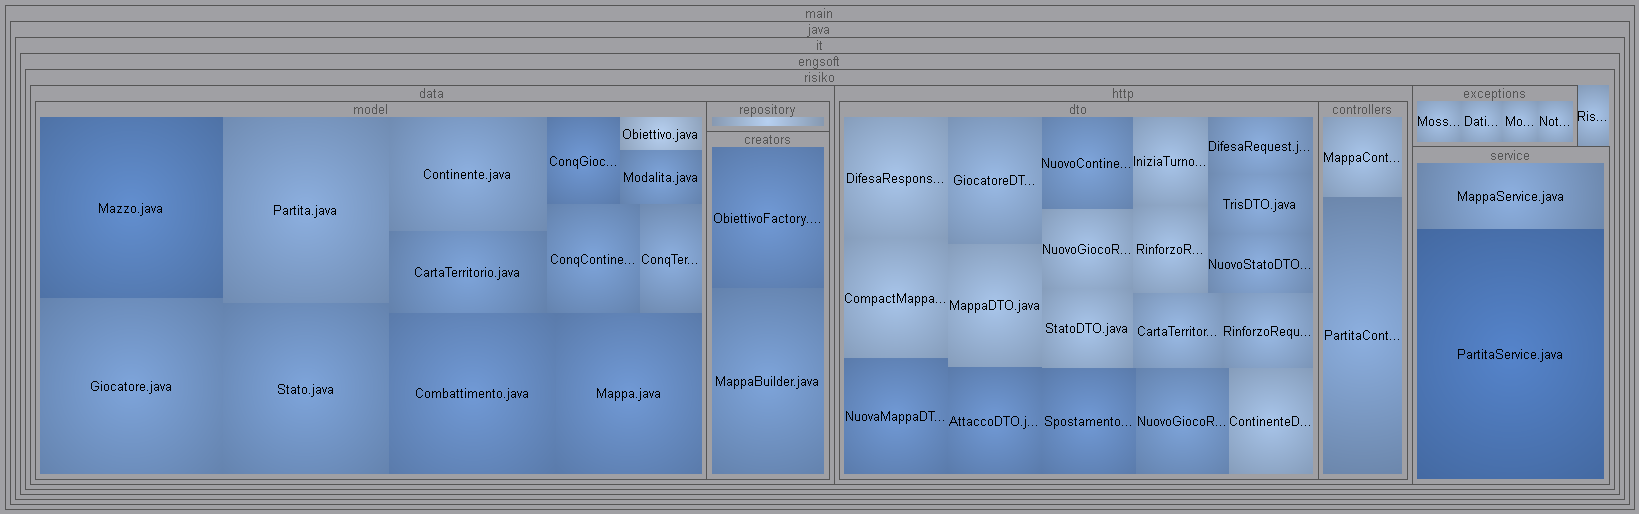 main
java
it
engsoft
risiko
data
model
Mazzo.java
Partita.java
Continente.java
ConqGioc...
Obiettivo.java
Modalita.java
CartaTerritorio.java
ConqContine...
ConqTer...
Giocatore.java
Stato.java
Combattimento.java
Mappa.java
repository
creators
ObiettivoFactory....
MappaBuilder.java
http
dto
DifesaRespons...
GiocatoreDT...
NuovoContine...
IniziaTurno...
DifesaRequest.j...
TrisDTO.java
CompactMappa...
MappaDTO.java
NuovoGiocoR...
RinforzoR...
NuovoStatoDTO...
StatoDTO.java
CartaTerritor...
RinforzoRequ...
NuovaMappaDT...
AttaccoDTO.j...
Spostamento...
NuovoGiocoR...
ContinenteD...
controllers
MappaCont...
PartitaCont...
exceptions
Moss...
Dati...
Mo...
Not...
Ris...
service
MappaService.java
PartitaService.java